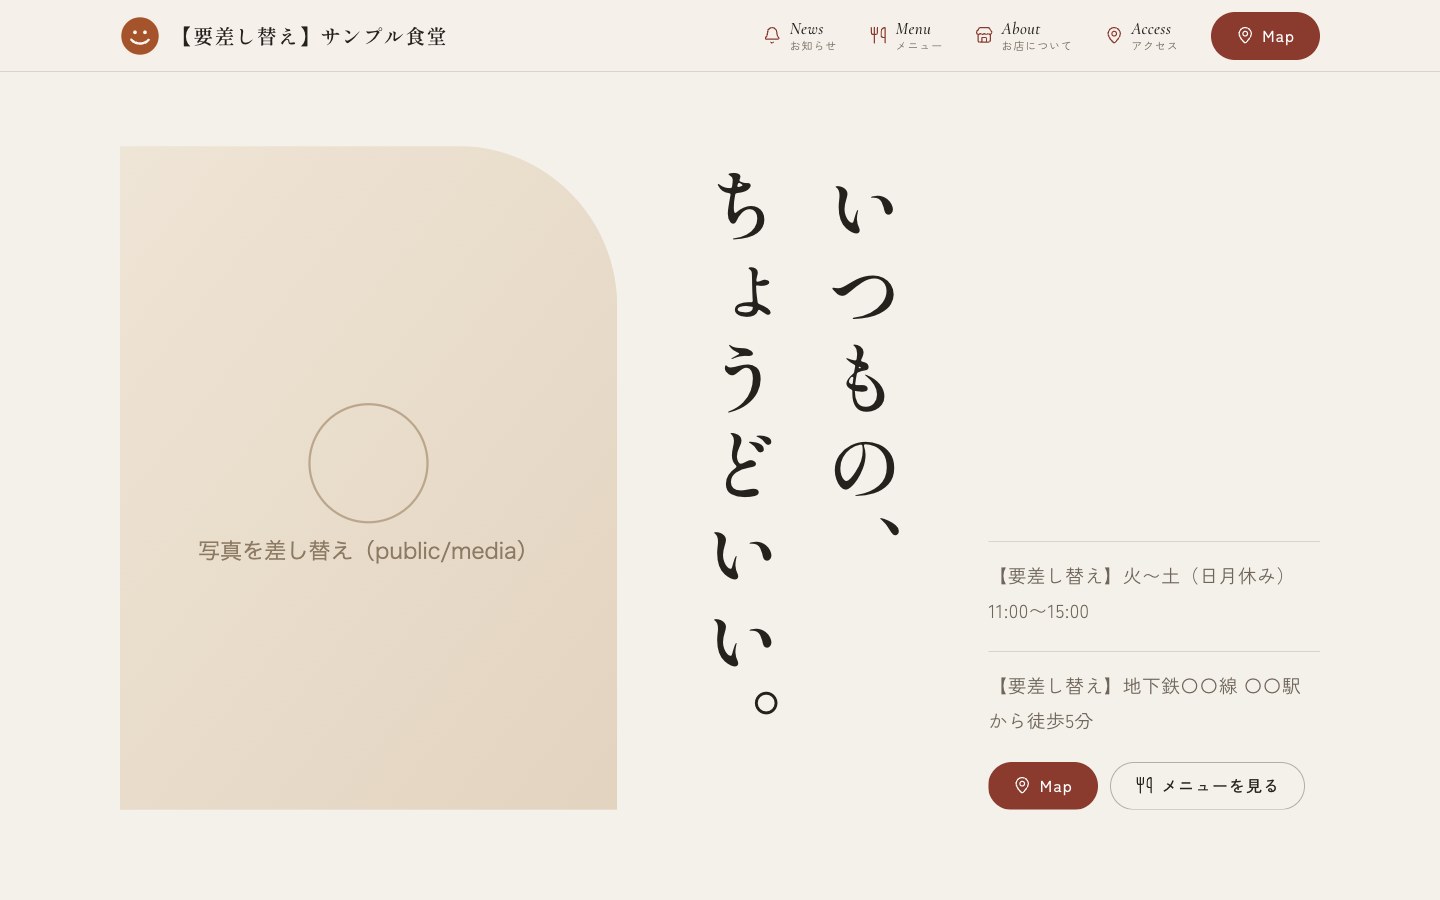 【要差し替え】サンプル食堂
News
お知らせ
Menu
メニュー
About
お店について
Access
アクセス
Map
いつもの、
ちょうどいい。
写真を差し替え（public/media）
【要差し替え】火〜土（日月休み）
11:00〜15:00
【要差し替え】地下鉄〇〇線 〇〇駅
から徒歩5分
Map
メニューを見る